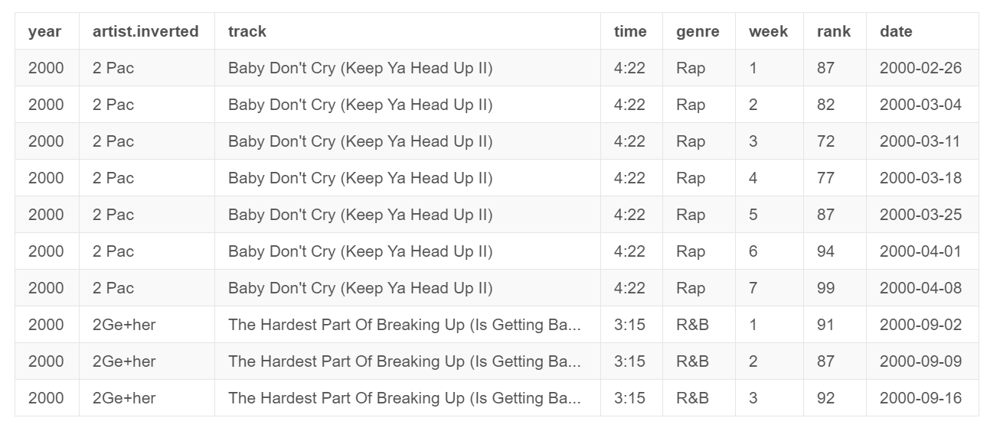 year artist.inverted track time genre week rank date
2000 2 Pac Baby Don't Cry (Keep Ya Head Up II) 4:22 Rap 1 87 2000-02-26
2000 2 Pac Baby Don't Cry (Keep Ya Head Up II) 4:22 Rap 2 82 2000-03-04
2000 2 Pac Baby Don't Cry (Keep Ya Head Up II) 4:22 Rap 3 72 2000-03-11
2000 2 Pac Baby Don't Cry (Keep Ya Head Up II) 4:22 Rap 4 77 2000-03-18
2000 2 Pac Baby Don't Cry (Keep Ya Head Up II) 4:22 Rap 5 87 2000-03-25
2000 2 Pac Baby Don't Cry (Keep Ya Head Up II) 4:22 Rap 6 94 2000-04-01
2000 2 Pac Baby Don't Cry (Keep Ya Head Up II) 4:22 Rap 7 99 2000-04-08
2000 2Ge+her The Hardest Part Of Breaking Up (Is Getting Ba... 3:15 R&B 1 91 2000-09-02
2000 2Ge+her The Hardest Part Of Breaking Up (Is Getting Ba... 3:15 R&B 2 87 2000-09-09
2000 2Ge+her The Hardest Part Of Breaking Up (Is Getting Ba... 3:15 R&B 3 92 2000-09-16